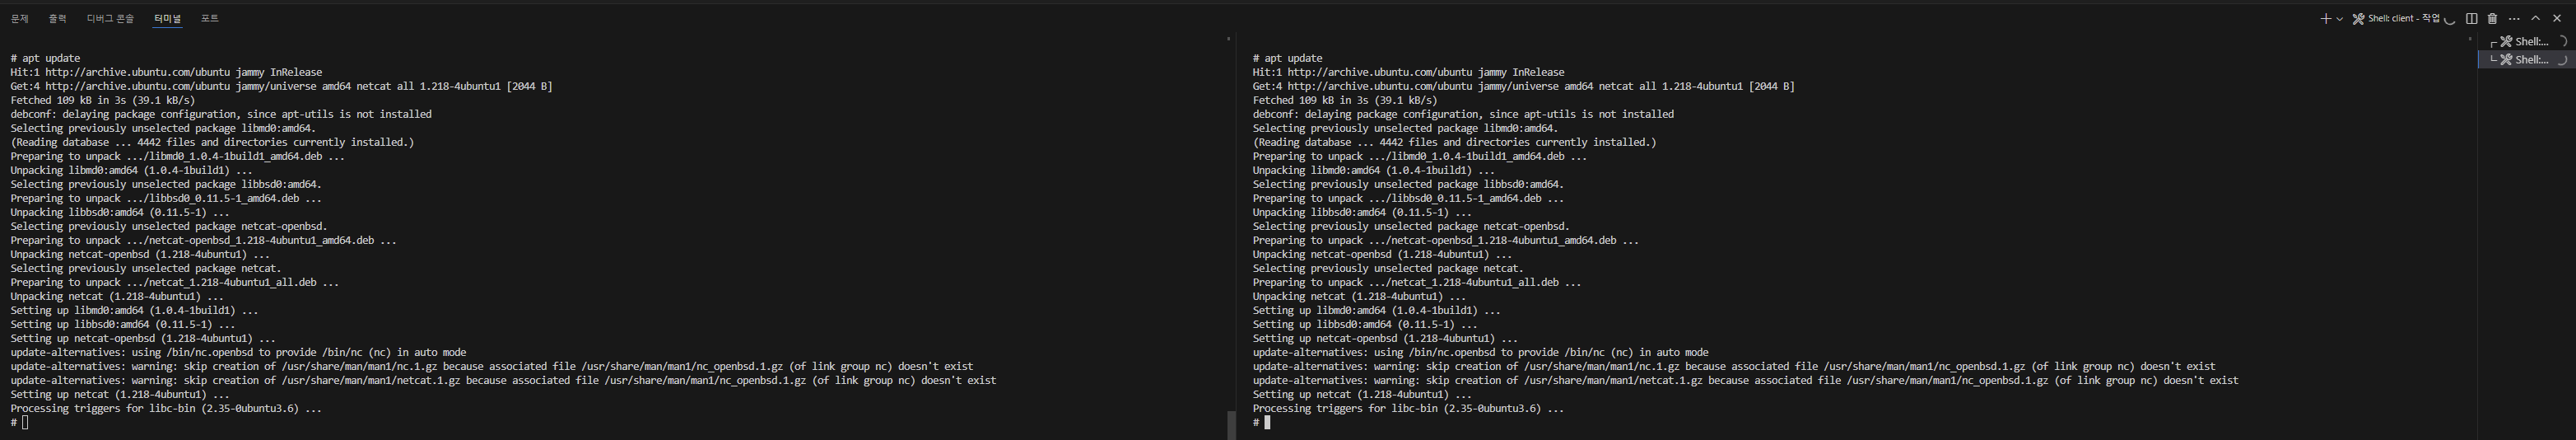 문제 출력 디버그 콘솔 터미널 포트
Shell: client - 작업
# apt update
Hit:1 http://archive.ubuntu.com/ubuntu jammy InRelease
Get:4 http://archive.ubuntu.com/ubuntu jammy/universe amd64 netcat all 1.218-4ubuntu1 [2044 B]
Fetched 109 kB in 3s (39.1 kB/s)
debconf: delaying package configuration, since apt-utils is not installed
Selecting previously unselected package libmd0:amd64.
(Reading database ... 4442 files and directories currently installed.)
Preparing to unpack .../libmd0_1.0.4-1build1_amd64.deb ...
Unpacking libmd0:amd64 (1.0.4-1build1) ...
Selecting previously unselected package libbsd0:amd64.
Preparing to unpack .../libbsd0_0.11.5-1_amd64.deb ...
Unpacking libbsd0:amd64 (0.11.5-1) ...
Selecting previously unselected package netcat-openbsd.
Preparing to unpack .../netcat-openbsd_1.218-4ubuntu1_amd64.deb ...
Unpacking netcat-openbsd (1.218-4ubuntu1) ...
Selecting previously unselected package netcat.
Preparing to unpack .../netcat_1.218-4ubuntu1_all.deb ...
Unpacking netcat (1.218-4ubuntu1) ...
Setting up libmd0:amd64 (1.0.4-1build1) ...
Setting up libbsd0:amd64 (0.11.5-1) ...
Setting up netcat-openbsd (1.218-4ubuntu1) ...
update-alternatives: using /bin/nc.openbsd to provide /bin/nc (nc) in auto mode
update-alternatives: warning: skip creation of /usr/share/man/man1/nc.1.gz because associated file /usr/share/man/man1/nc_openbsd.1.gz (of link group nc) doesn't exist
update-alternatives: warning: skip creation of /usr/share/man/man1/netcat.1.gz because associated file /usr/share/man/man1/nc_openbsd.1.gz (of link group nc) doesn't exist
Setting up netcat (1.218-4ubuntu1) ...
Processing triggers for libc-bin (2.35-0ubuntu3.6) ...
#
# apt update
Hit:1 http://archive.ubuntu.com/ubuntu jammy InRelease
Get:4 http://archive.ubuntu.com/ubuntu jammy/universe amd64 netcat all 1.218-4ubuntu1 [2044 B]
Fetched 109 kB in 3s (39.1 kB/s)
debconf: delaying package configuration, since apt-utils is not installed
Selecting previously unselected package libmd0:amd64.
(Reading database ... 4442 files and directories currently installed.)
Preparing to unpack .../libmd0_1.0.4-1build1_amd64.deb ...
Unpacking libmd0:amd64 (1.0.4-1build1) ...
Selecting previously unselected package libbsd0:amd64.
Preparing to unpack .../libbsd0_0.11.5-1_amd64.deb ...
Unpacking libbsd0:amd64 (0.11.5-1) ...
Selecting previously unselected package netcat-openbsd.
Preparing to unpack .../netcat-openbsd_1.218-4ubuntu1_amd64.deb ...
Unpacking netcat-openbsd (1.218-4ubuntu1) ...
Selecting previously unselected package netcat.
Preparing to unpack .../netcat_1.218-4ubuntu1_all.deb ...
Unpacking netcat (1.218-4ubuntu1) ...
Setting up libmd0:amd64 (1.0.4-1build1) ...
Setting up libbsd0:amd64 (0.11.5-1) ...
Setting up netcat-openbsd (1.218-4ubuntu1) ...
update-alternatives: using /bin/nc.openbsd to provide /bin/nc (nc) in auto mode
update-alternatives: warning: skip creation of /usr/share/man/man1/nc.1.gz because associated file /usr/share/man/man1/nc_openbsd.1.gz (of link group nc) doesn't exist
update-alternatives: warning: skip creation of /usr/share/man/man1/netcat.1.gz because associated file /usr/share/man/man1/nc_openbsd.1.gz (of link group nc) doesn't exist
Setting up netcat (1.218-4ubuntu1) ...
Processing triggers for libc-bin (2.35-0ubuntu3.6) ...
#
Shell:...
Shell:...